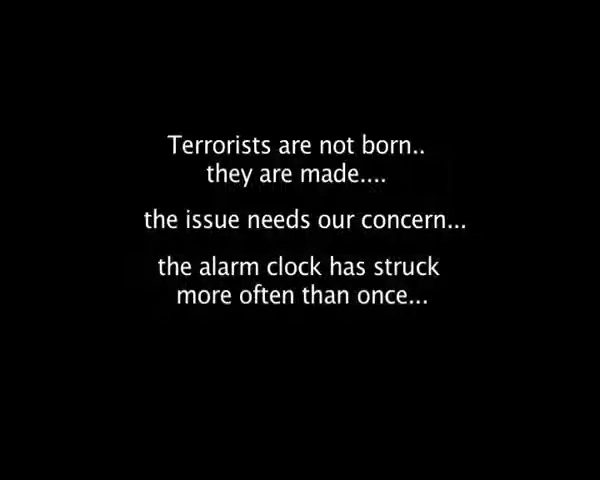 Terrorists are not born..
they are made....
the issue needs our concern...
the alarm clock has struck
more often than once...